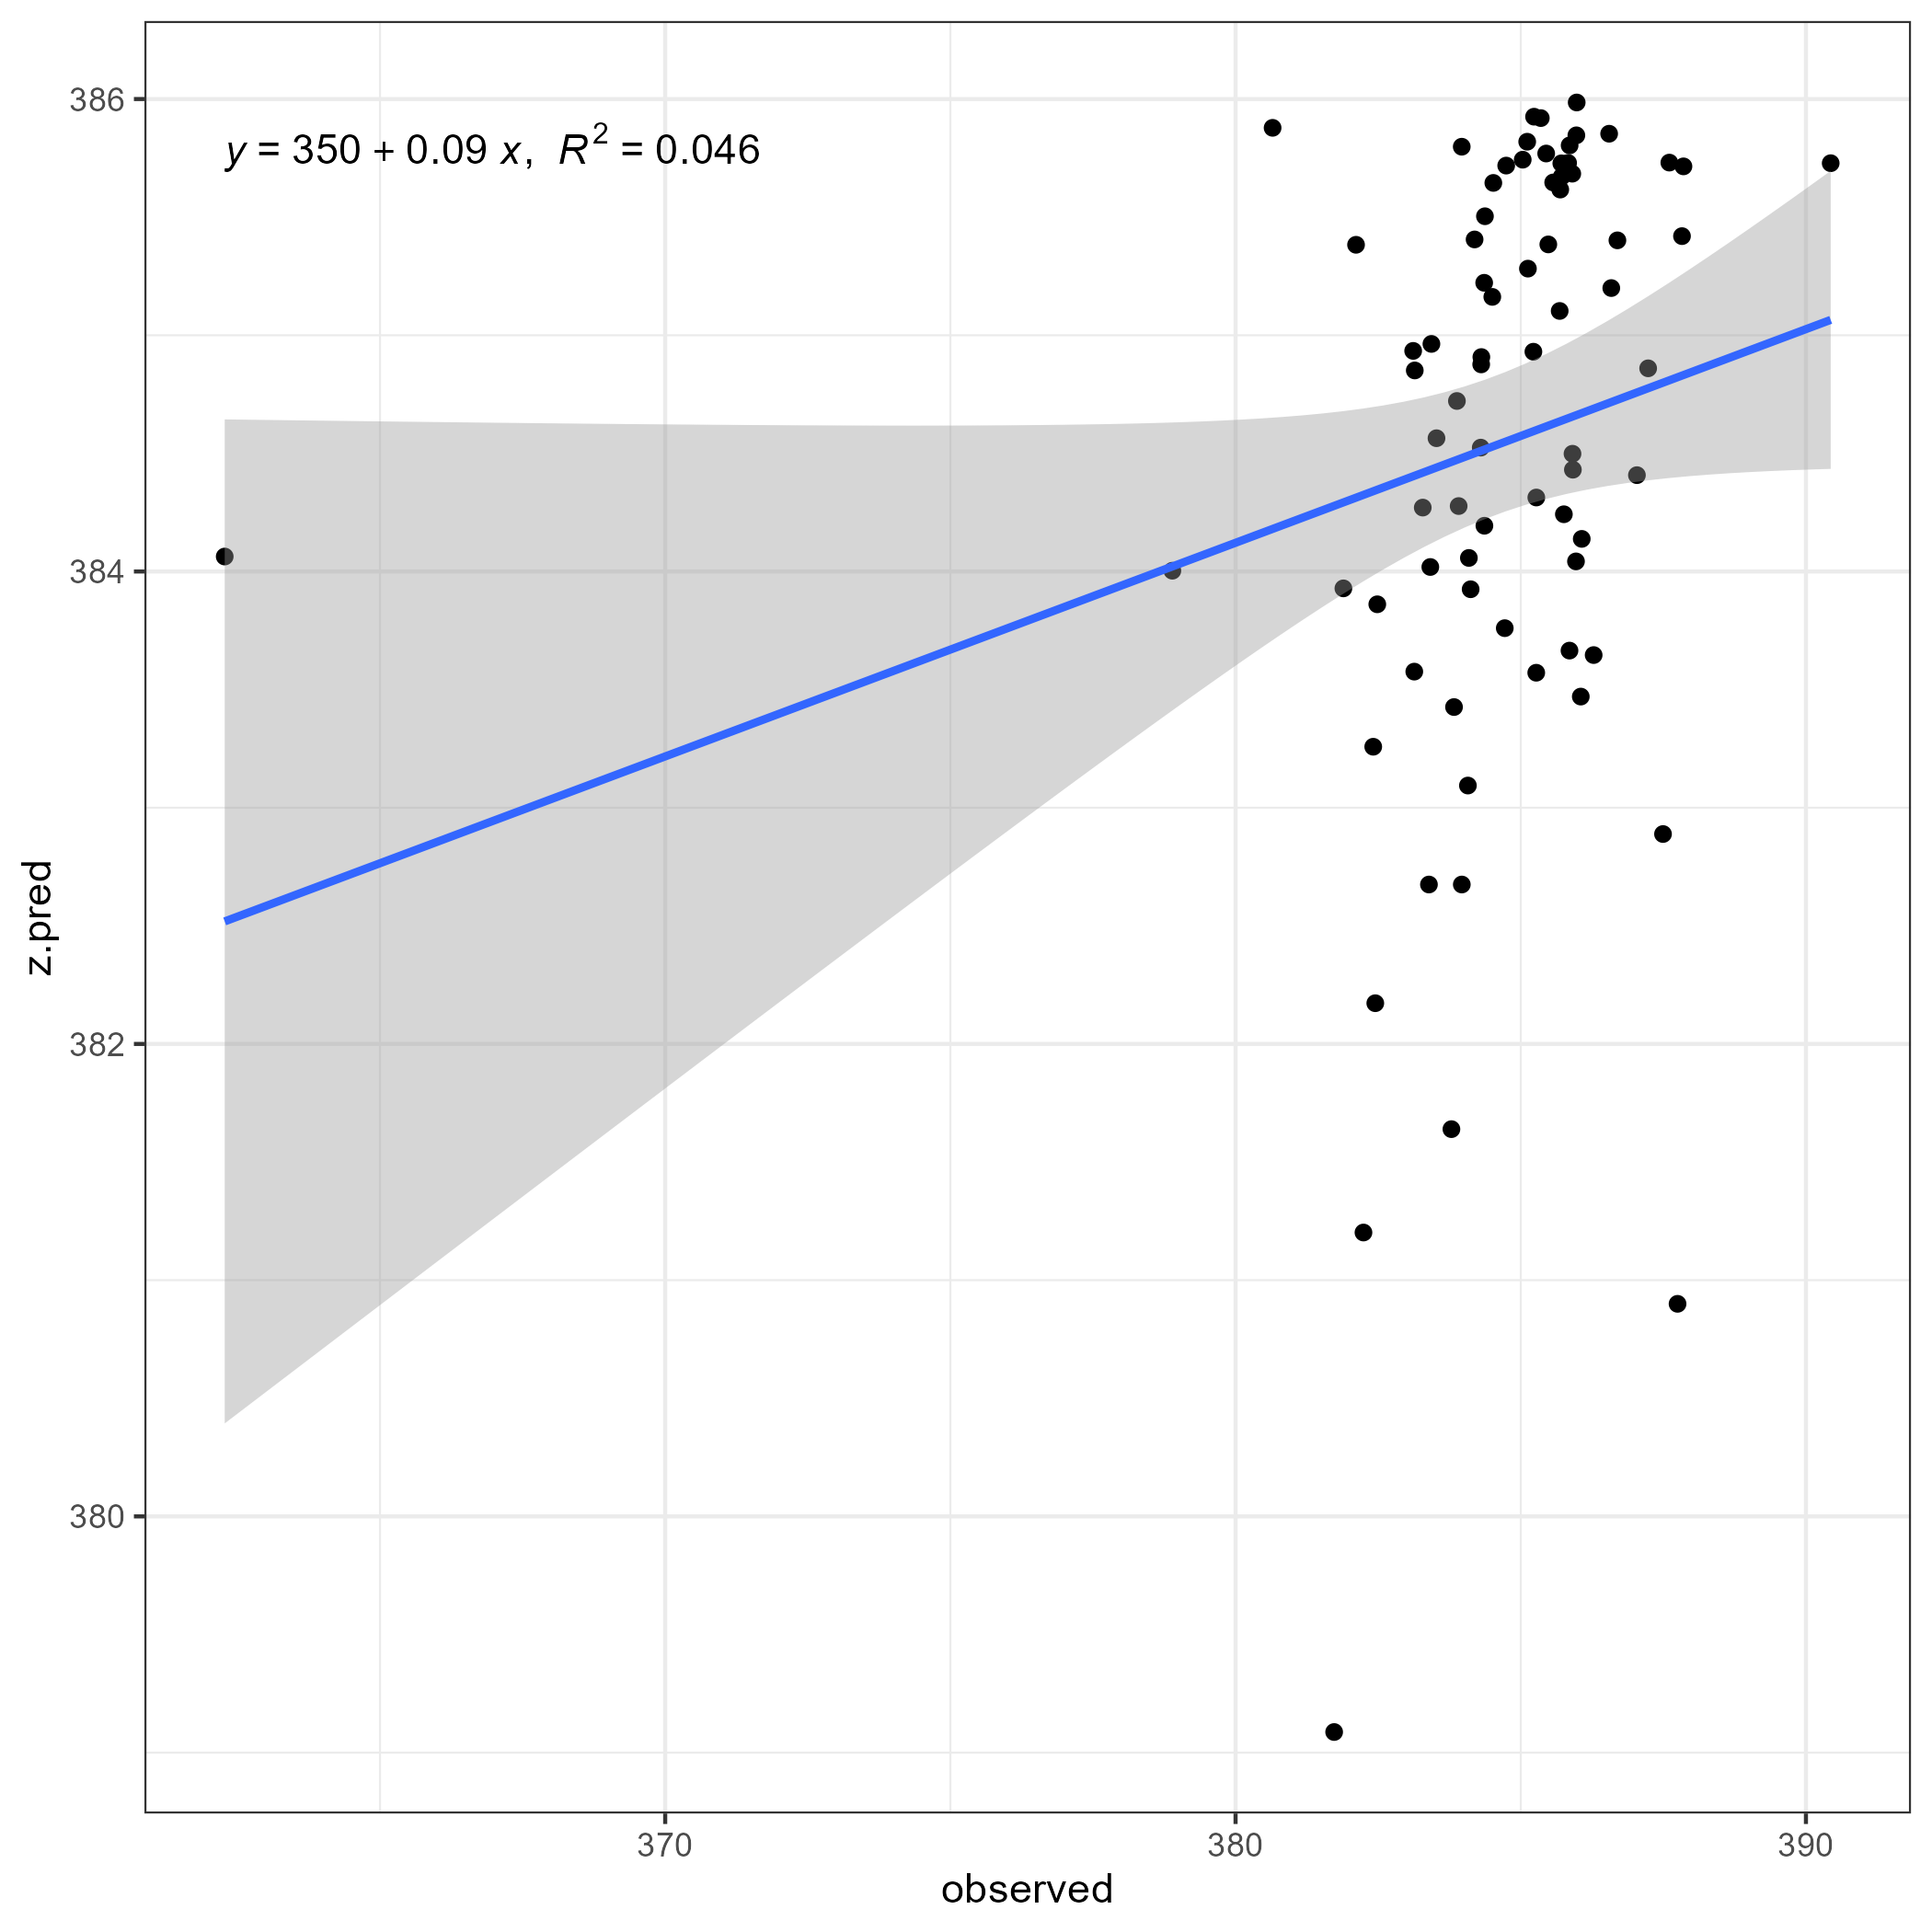 386
y = 350 + 0.09 x, R² = 0.046
384
382
380
z.pred
370 380 390
observed